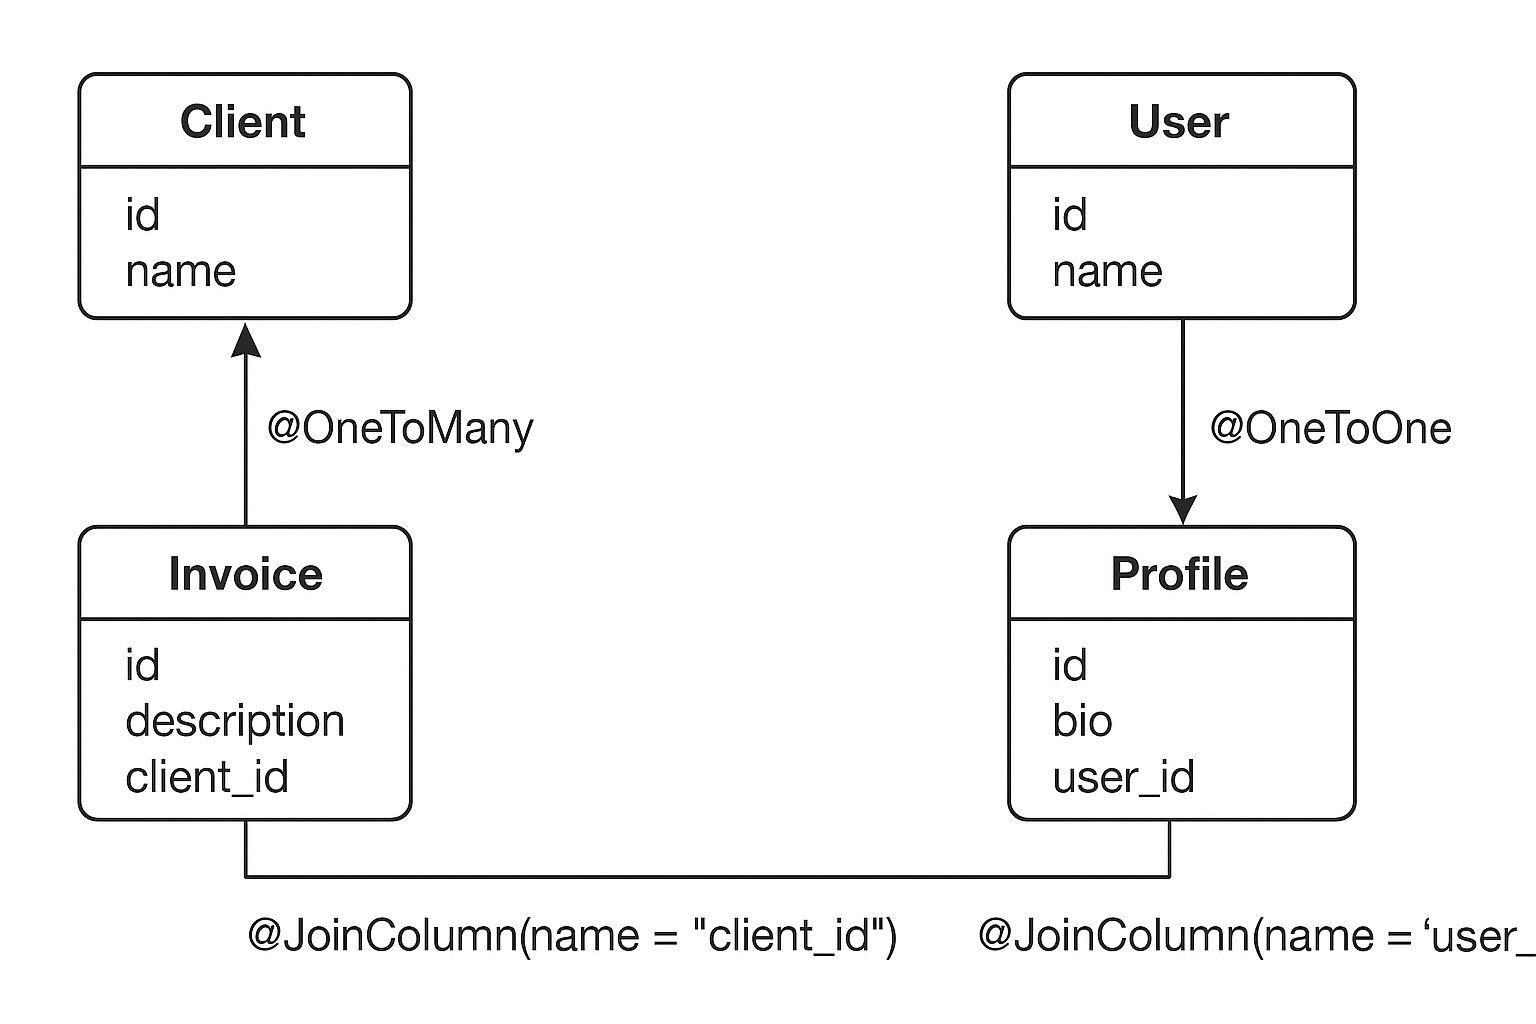 Client
id
name
@OneToMany
Invoice
id
description
client_id
@JoinColumn(name = "client_id")
User
id
name
@OneToOne
Profile
id
bio
user_id
@JoinColumn(name = ‘user_